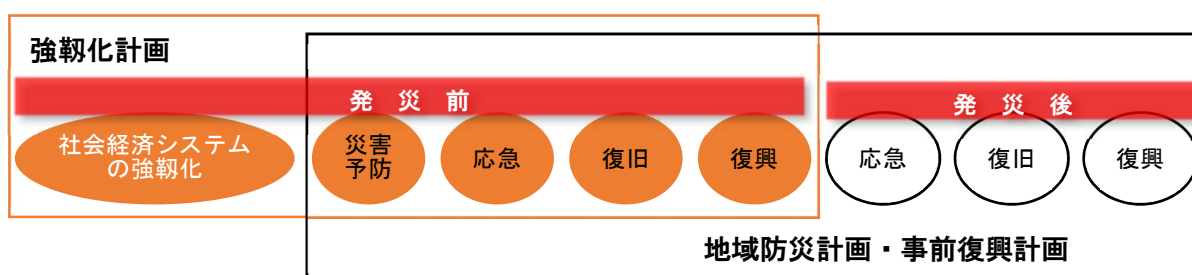 強靱化計画
発 災 前
発 災 後
社会経済システム
の強靱化
災害
予防
応急
復旧
復興
応急
復旧
復興
地域防災計画・事前復興計画